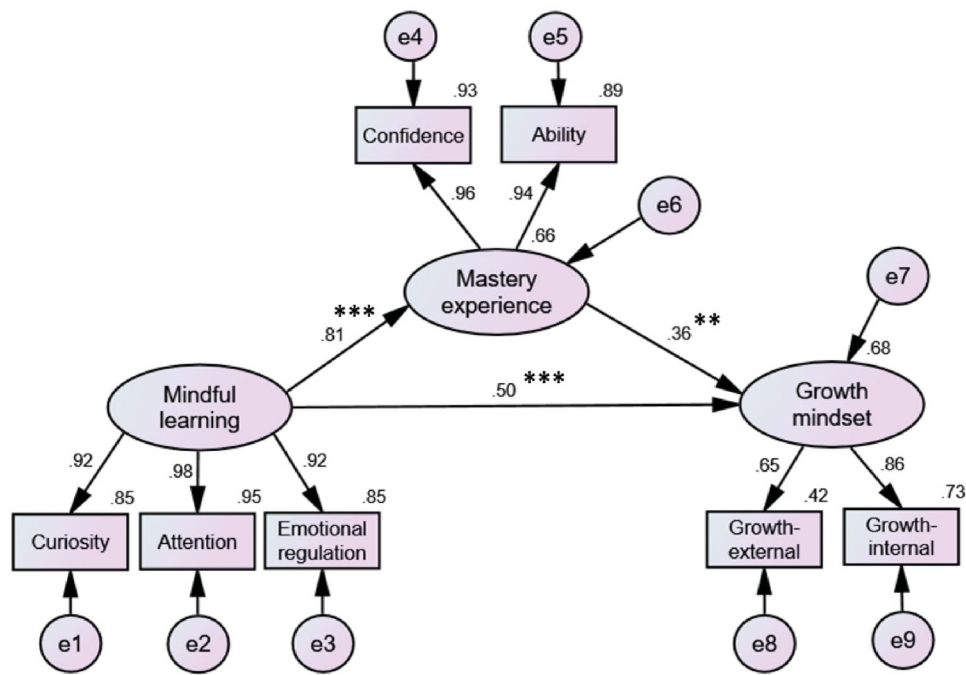 e4
e5
.93
.89
Confidence
Ability
.96
.94
e6
.66
Mastery
experience
e7
***
.81
**
.36
.68
Mindful
learning
***
.50
Growth
mindset
.92
.98
.92
.65
.86
.85
.95
.85
.42
.73
Curiosity
Attention
Emotional
regulation
Growth-
external
Growth-
internal
e1
e2
e3
e8
e9